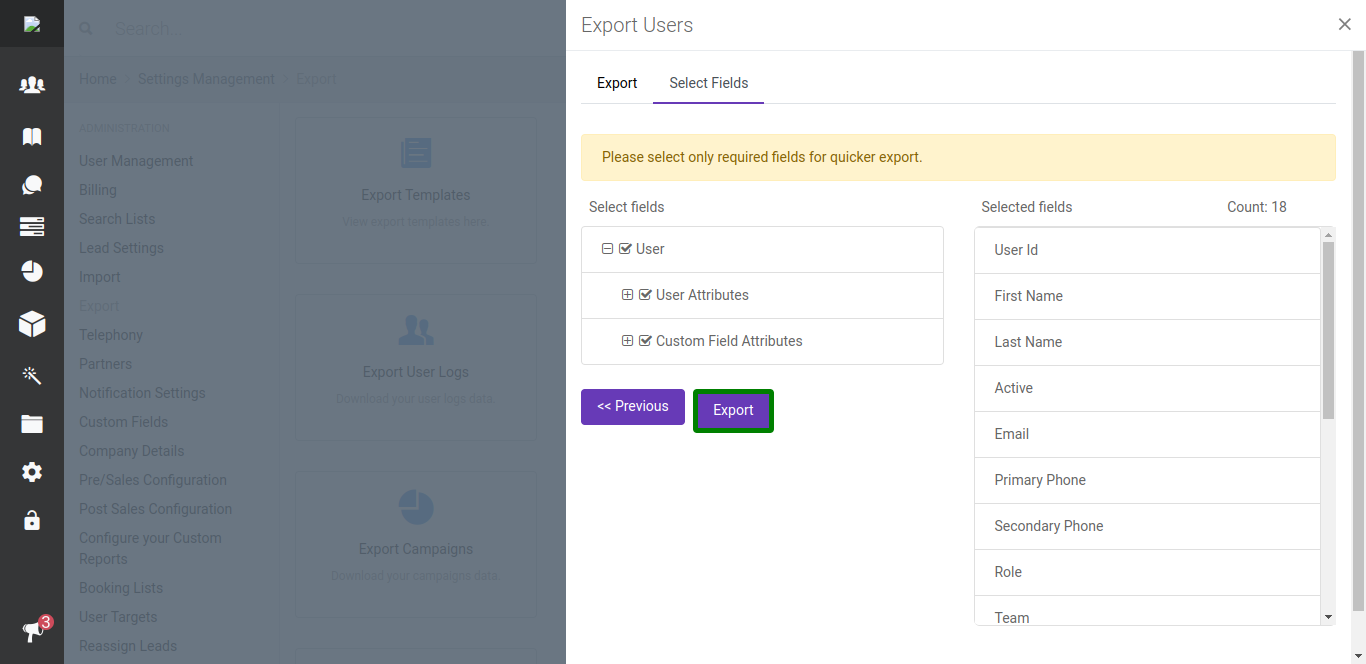 Search...
Home > Settings Management > Export
ADMINISTRATION
User Management
Billing
Search Lists
Lead Settings
Import
Export
Telephony
Partners
Notification Settings
Custom Fields
Company Details
Pre/Sales Configuration
Post Sales Configuration
Configure your Custom
Reports
Booking Lists
User Targets
Reassign Leads
3
Export Templates
View export templates here.
Export User Logs
Download your user logs data.
Export Campaigns
Download your campaigns data.
Export Users
Export
Select Fields
Please select only required fields for quicker export.
Select fields
User
User Attributes
Custom Field Attributes
<< Previous
Export
Selected fields
Count: 18
User Id
First Name
Last Name
Active
Email
Primary Phone
Secondary Phone
Role
Team